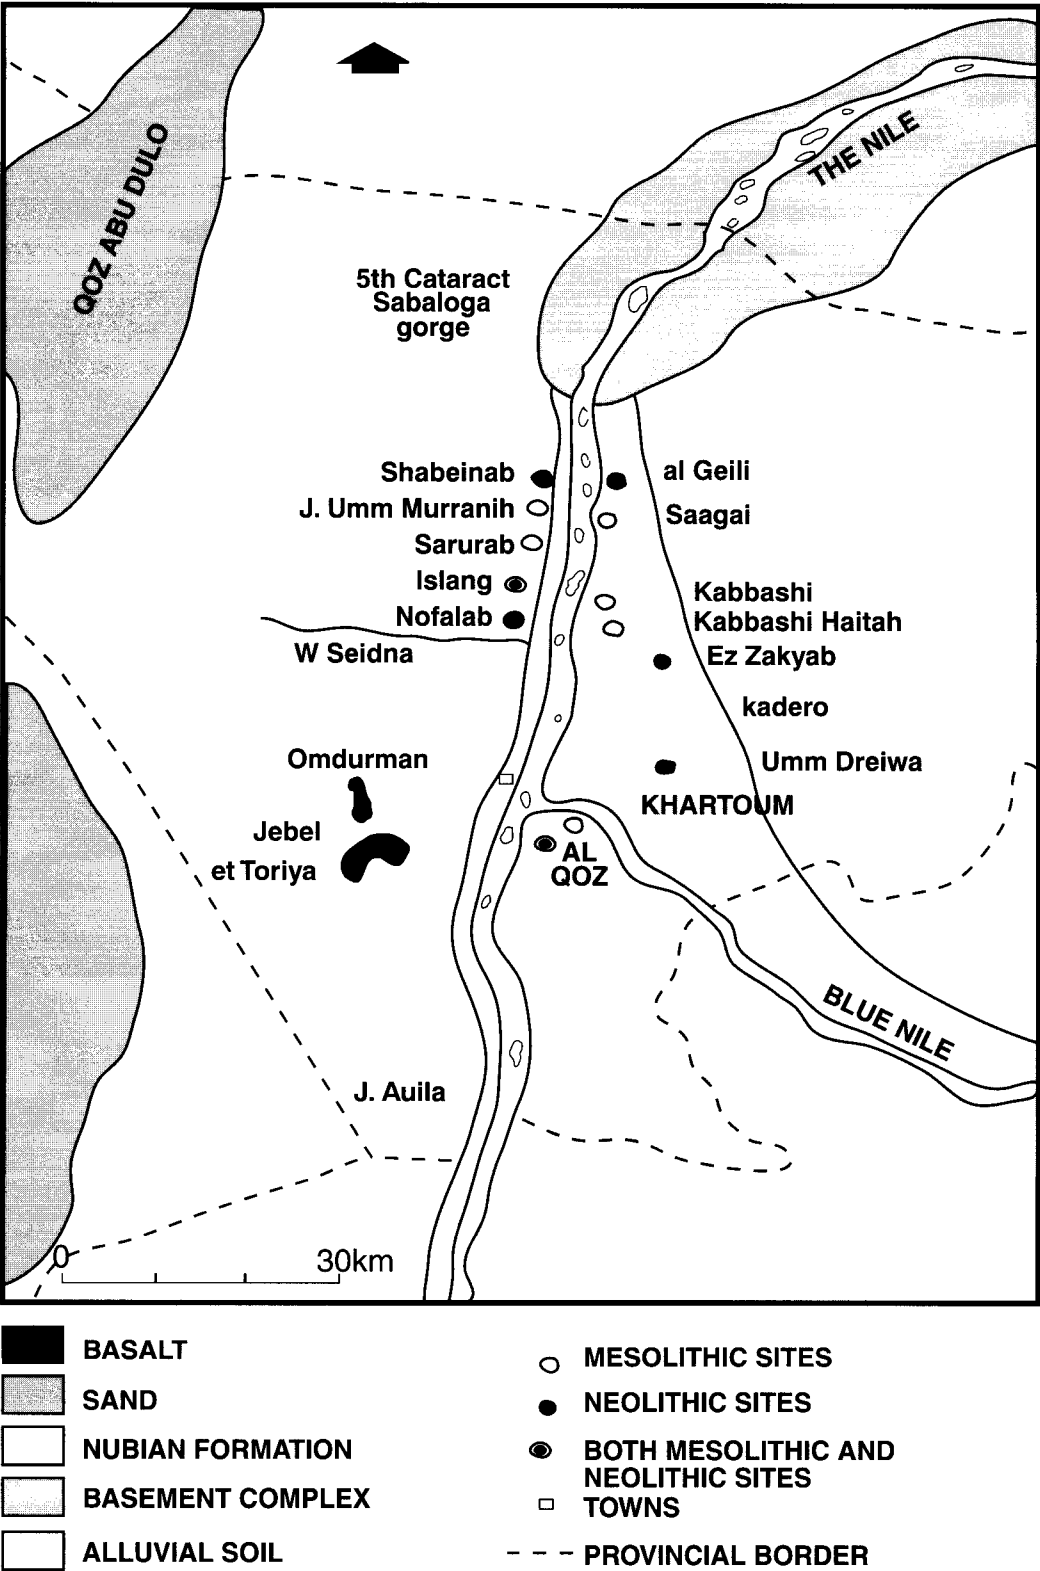 QOZ ABU DULO
THE NILE
5th Cataract
Sabaloga
gorge
Shabeinab
al Geili
J. Umm Murranih
Saagai
Sarurab
Islang
Kabbashi
Nofalab
Kabbashi Haitah
W Seidna
Ez Zakyab
kadero
Omdurman
Umm Dreiwa
KHARTOUM
Jebel
et Toriya
AL
QOZ
BLUE NILE
J. Auila
0
30km
BASALT
SAND
NUBIAN FORMATION
BASEMENT COMPLEX
ALLUVIAL SOIL
MESOLITHIC SITES
NEOLITHIC SITES
BOTH MESOLITHIC AND
NEOLITHIC SITES
TOWNS
PROVINCIAL BORDER